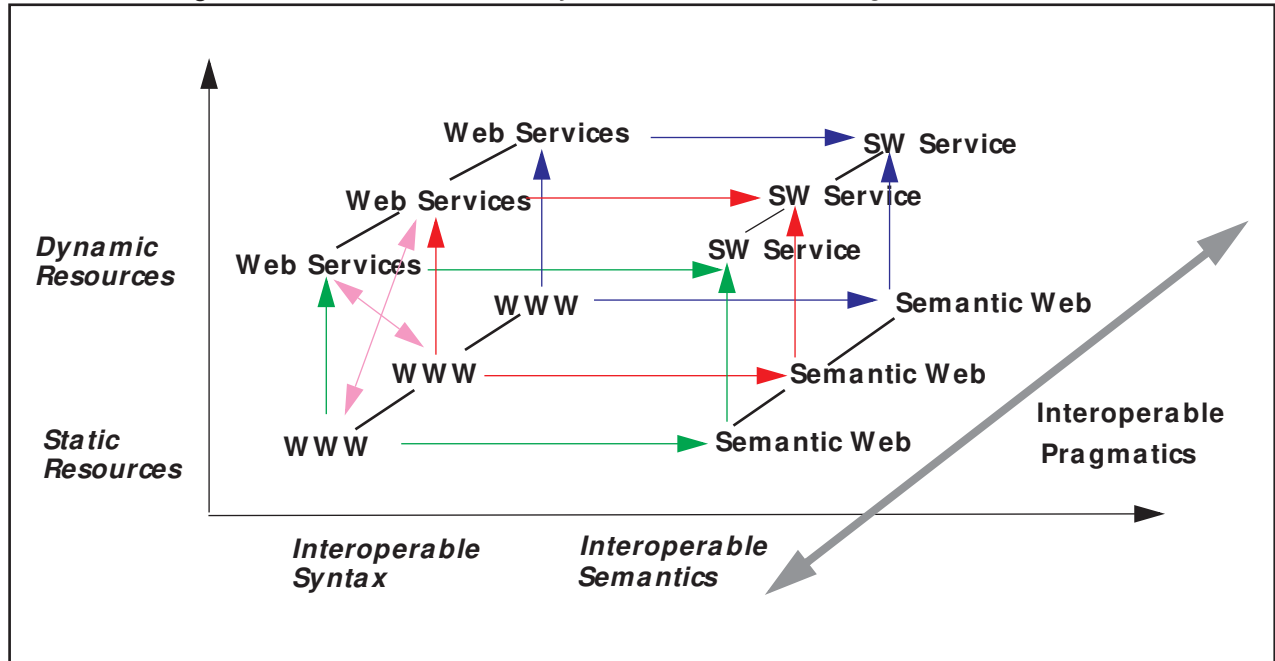 Web Services
SW Service
Web Services
SW Service
Dynamic
Resources
Web Services
SW Service
WWW
Semantic Web
WWW
Semantic Web
Interoperable
Pragmatics
Static
Resources
WWW
Semantic Web
Interoperable
Syntax
Interoperable
Semantics